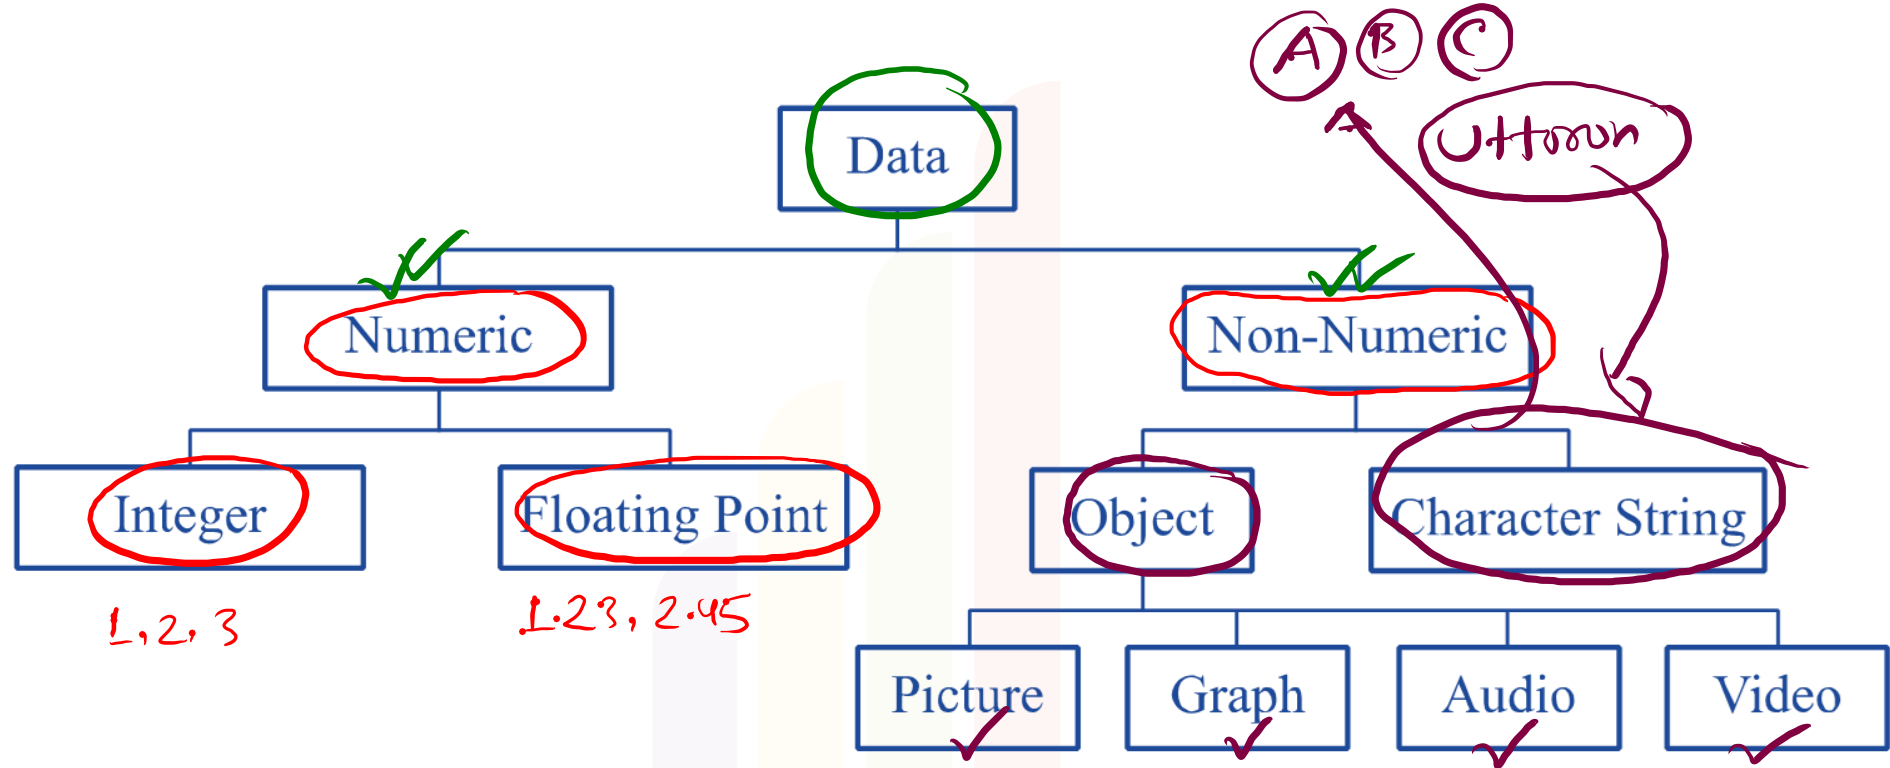 A B C
Uttoron
Data
Numeric Non-Numeric
Integer Floating Point Object Character String
1, 2, 3 1.23, 2.45
Picture Graph Audio Video